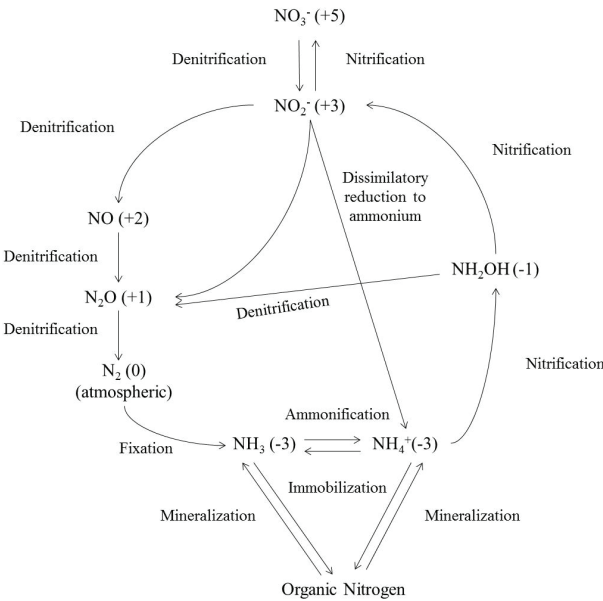 NO₃⁻ (+5)
Denitrification
Nitrification
NO₂⁻ (+3)
Denitrification
Nitrification
Dissimilatory
reduction to
ammonium
NO (+2)
Denitrification
NH₂OH (-1)
N₂O (+1)
Denitrification
Denitrification
N₂ (0)
(atmospheric)
Nitrification
Ammonification
Fixation
NH₃ (-3)
NH₄⁺(-3)
Immobilization
Mineralization
Mineralization
Organic Nitrogen